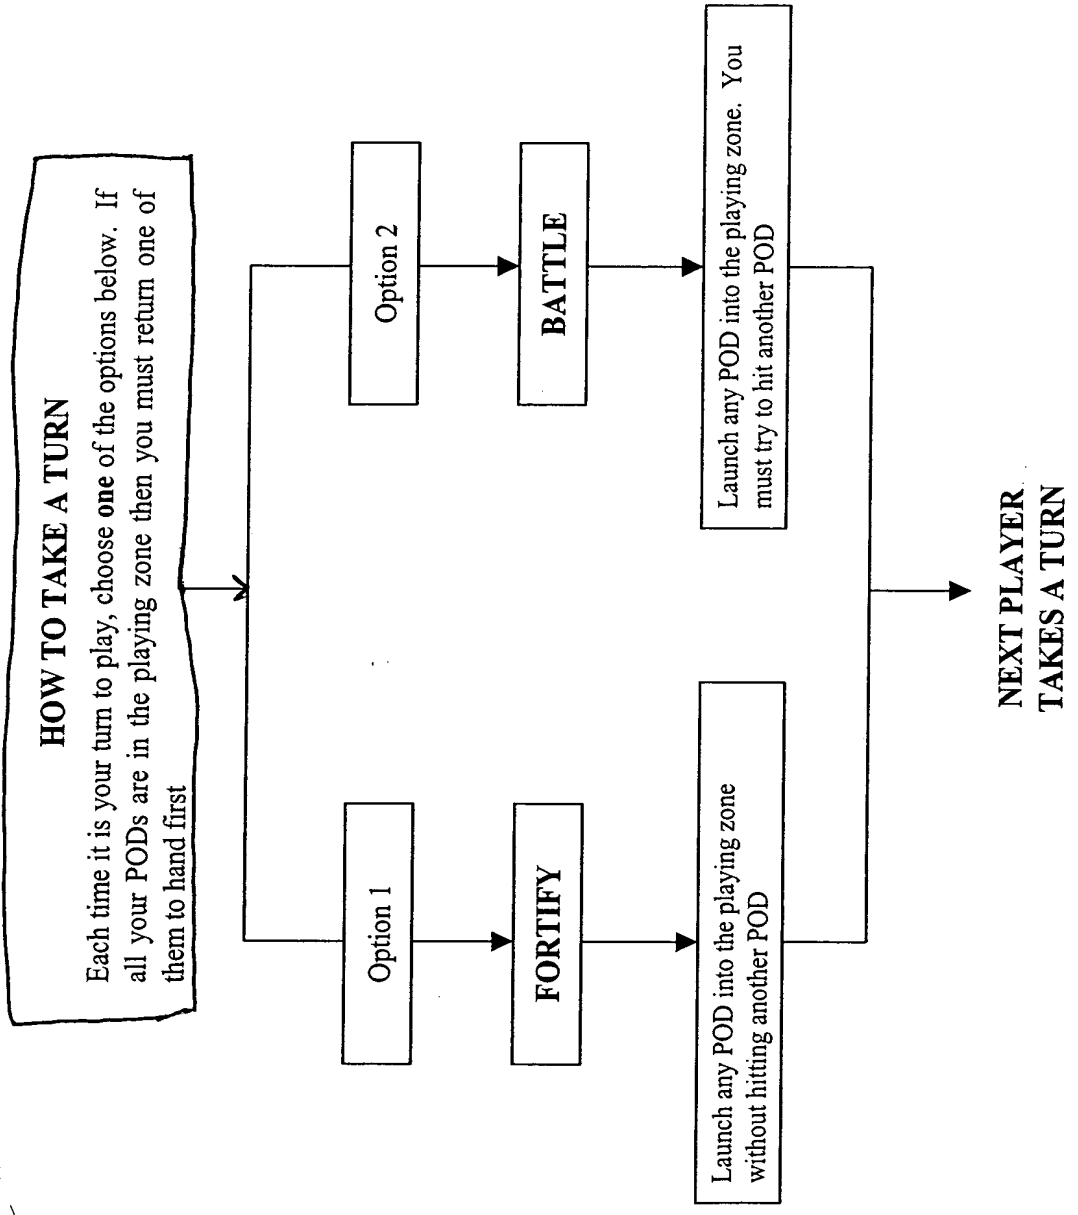 HOW TO TAKE A TURN
Each time it is your turn to play, choose one of the options below. If
all your PODs are in the playing zone then you must return one of
them to hand first
Option 1
FORTIFY
Launch any POD into the playing zone
without hitting another POD
Option 2
BATTLE
Launch any POD into the playing zone. You
must try to hit another POD
NEXT PLAYER
TAKES A TURN